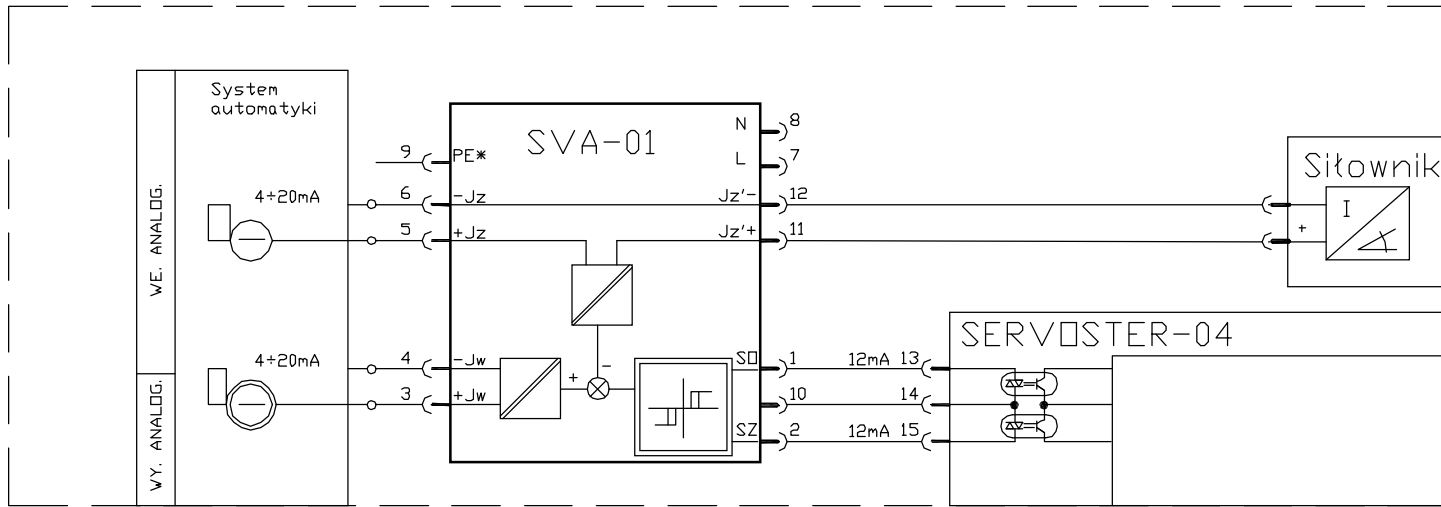 System
automatyki
WE. ANALOG.
4÷20mA
4÷20mA
WY. ANALOG.
SVA-01
9 PE*
6 -Jz
5 +Jz
4 -Jw
3 +Jw
N 8
L 7
Jz'- 12
Jz'+ 11
+ -
SO 1
10
SZ 2
12mA 13
14
12mA 15
Siłownik
I
+
SERVOSTER-04